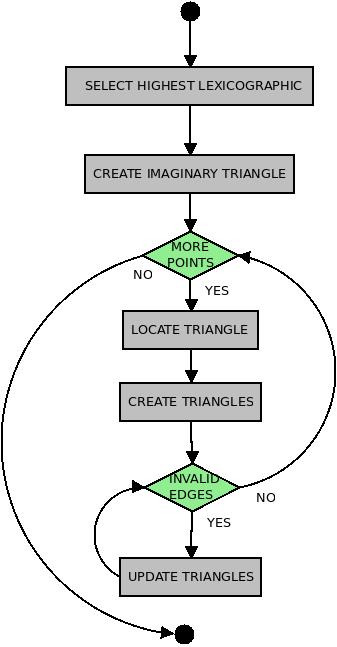 SELECT HIGHEST LEXICOGRAPHIC
CREATE IMAGINARY TRIANGLE
MORE
POINTS
NO
YES
LOCATE TRIANGLE
CREATE TRIANGLES
INVALID
EDGES
NO
YES
UPDATE TRIANGLES